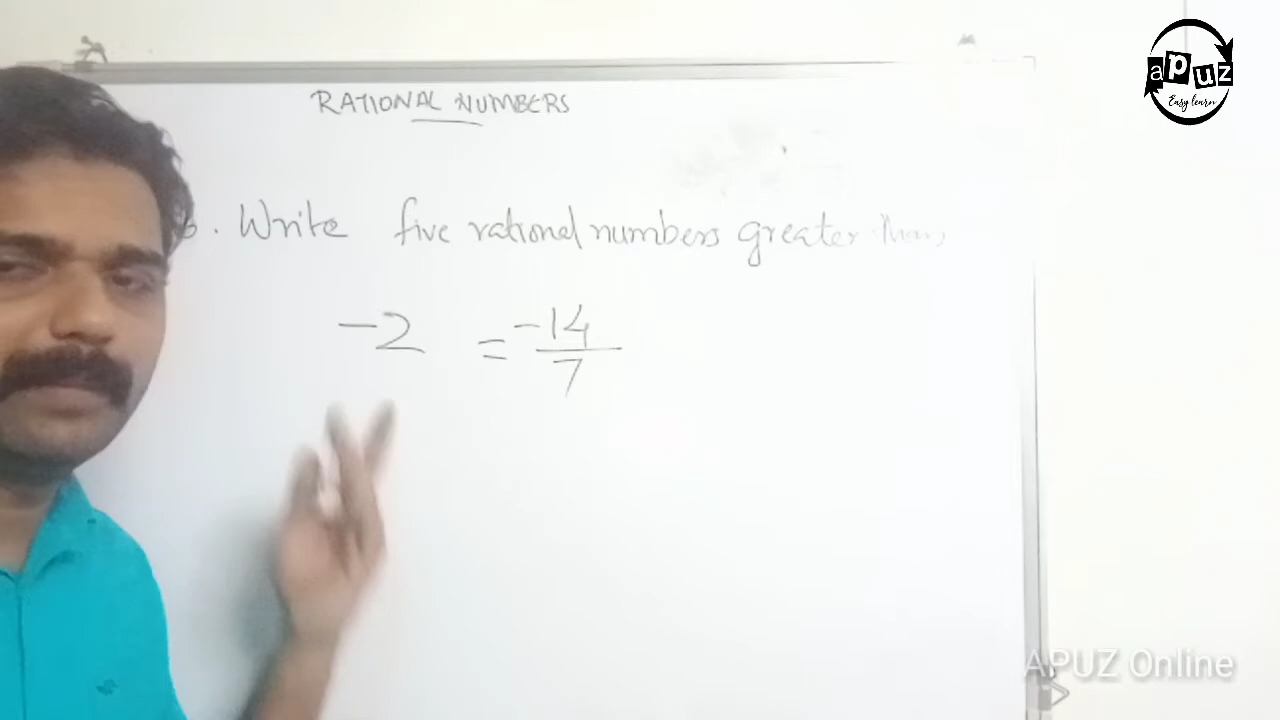 apuz
Easy learn
RATIONAL NUMBERS
6. Write five rational numbers greater than
-2 = -14/7
APUZ Online